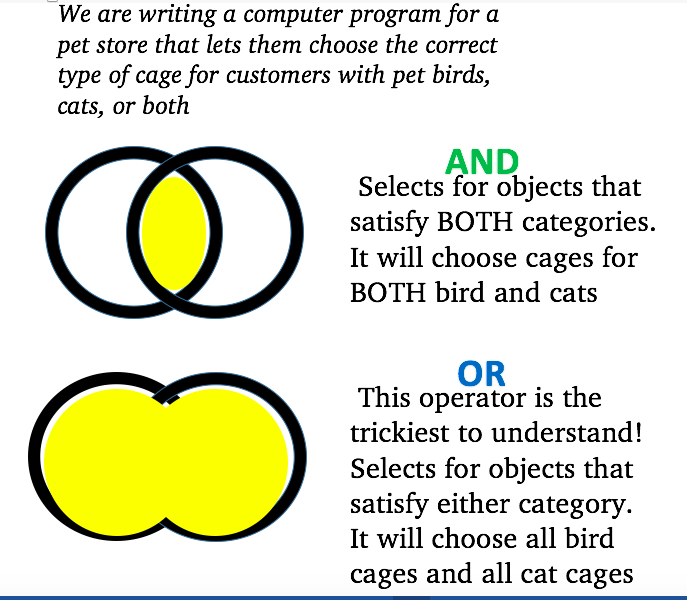 We are writing a computer program for a
pet store that lets them choose the correct
type of cage for customers with pet birds,
cats, or both
AND
Selects for objects that
satisfy BOTH categories.
It will choose cages for
BOTH bird and cats
OR
This operator is the
trickiest to understand!
Selects for objects that
satisfy either category.
It will choose all bird
cages and all cat cages